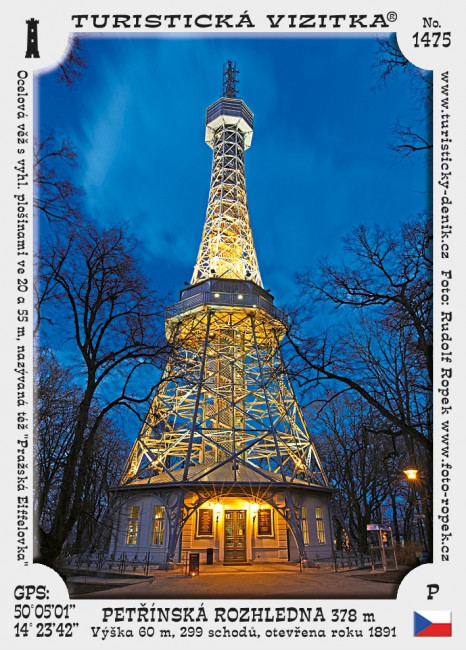 TURISTICKÁ VIZITKA®
No.
1475
Ocelová věž s vyhl. plošinami ve 20 a 55 m, nazývaná též "Pražská Eiffelovka"
www.turisticky-denik.cz Foto: Rudolf Ropek www.foto-ropek.cz
GPS:
50°05'01"
14°23'42"
PETŘÍNSKÁ ROZHLEDNA 378 m
Výška 60 m, 299 schodů, otevřena roku 1891
P